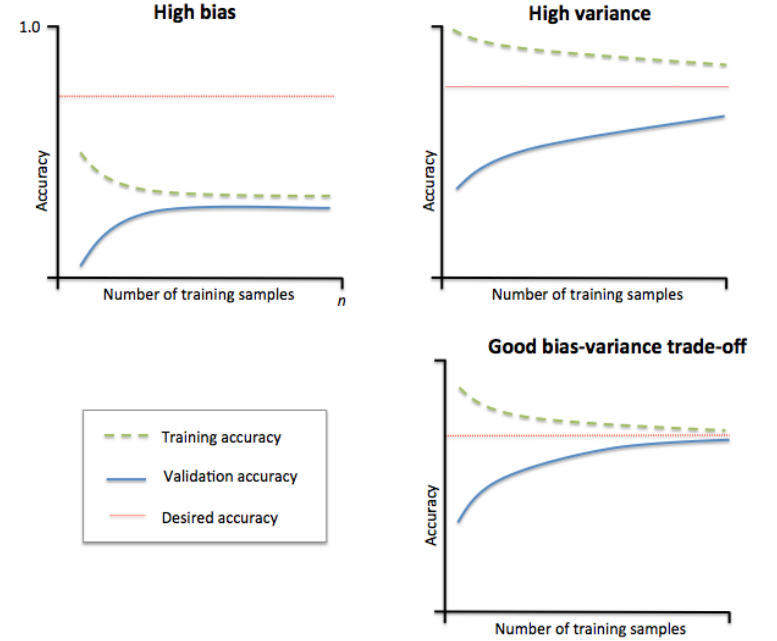 High bias
1.0
Accuracy
Number of training samples
n
High variance
Accuracy
Number of training samples
Good bias-variance trade-off
Accuracy
Number of training samples
Training accuracy
Validation accuracy
Desired accuracy